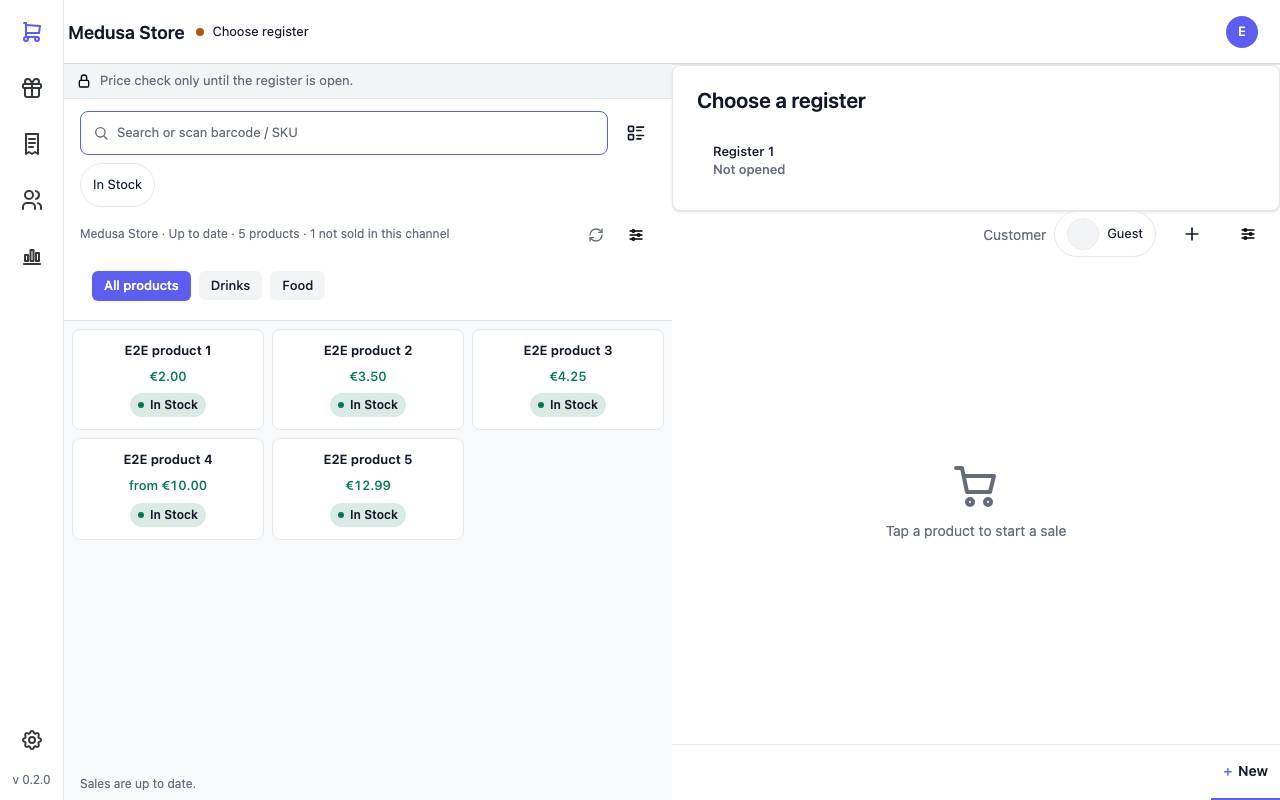 Medusa Store
Choose register
E
Price check only until the register is open.
Search or scan barcode / SKU
In Stock
Medusa Store · Up to date · 5 products · 1 not sold in this channel
All products
Drinks
Food
E2E product 1
€2.00
In Stock
E2E product 2
€3.50
In Stock
E2E product 3
€4.25
In Stock
E2E product 4
from €10.00
In Stock
E2E product 5
€12.99
In Stock
Sales are up to date.
v 0.2.0
Choose a register
Register 1
Not opened
Customer
Guest
Tap a product to start a sale
+ New